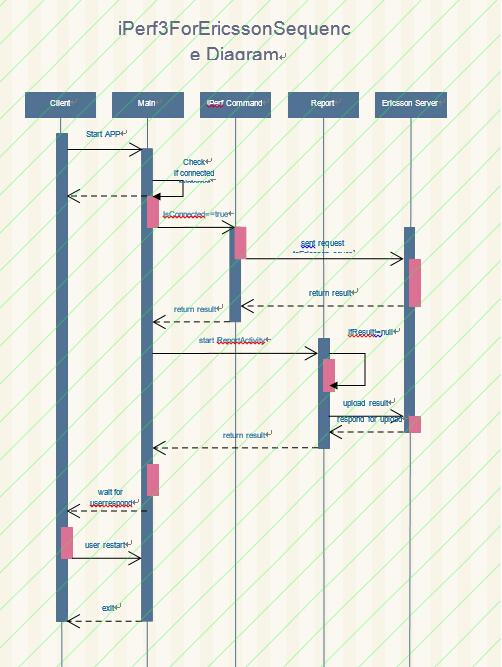 iPerf3ForEricssonSequenc
e Diagram
Client
Main
iPerf Command
Report
Ericsson Server
Start APP
Check
if connected
IsConnected==true
sent request
return result
return result
ifResult!=null
start ReportActivity
upload result
respond for upload
return result
wait for
userrespond
user restart
exit